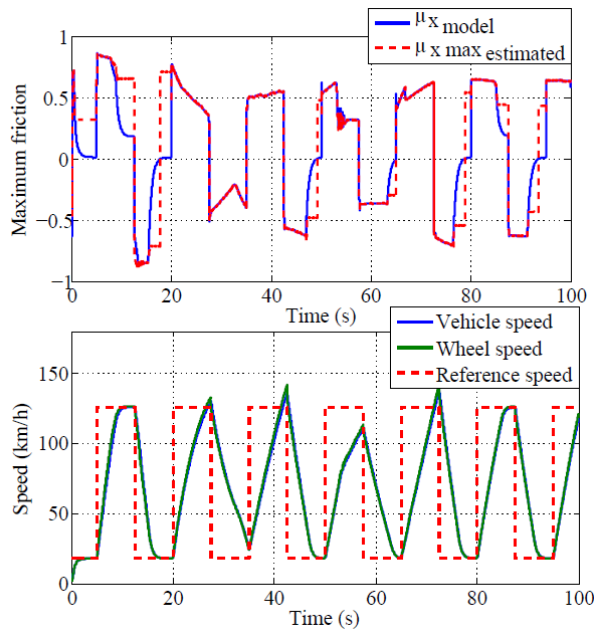 μx model
μx max estimated
1
0.5
0
−0.5
−1
Maximum friction
0 20 40 60 80 100
Time (s)
Vehicle speed
Wheel speed
Reference speed
150
100
50
0
Speed (km/h)
0 20 40 60 80 100
Time (s)